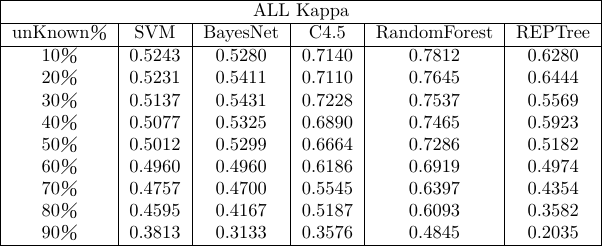 ALL Kappa
unKnown% SVM BayesNet C4.5 RandomForest REPTree
10% 0.5243 0.5280 0.7140 0.7812 0.6280
20% 0.5231 0.5411 0.7110 0.7645 0.6444
30% 0.5137 0.5431 0.7228 0.7537 0.5569
40% 0.5077 0.5325 0.6890 0.7465 0.5923
50% 0.5012 0.5299 0.6664 0.7286 0.5182
60% 0.4960 0.4960 0.6186 0.6919 0.4974
70% 0.4757 0.4700 0.5545 0.6397 0.4354
80% 0.4595 0.4167 0.5187 0.6093 0.3582
90% 0.3813 0.3133 0.3576 0.4845 0.2035